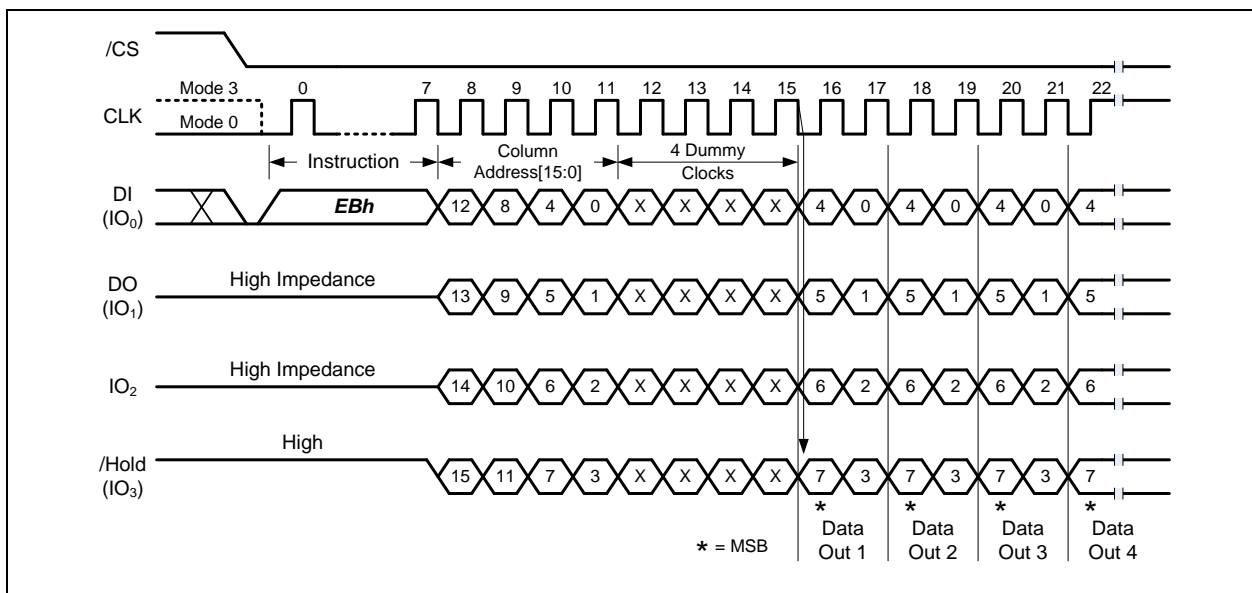 /CS
Mode 3 0 7 8 9 10 11 12 13 14 15 16 17 18 19 20 21 22
CLK
Mode 0
Instruction Column Address[15:0] 4 Dummy Clocks
DI (IO0) EBh 12 8 4 0 X X X X 4 0 4 0 4 0 4
DO (IO1) High Impedance 13 9 5 1 X X X X 5 1 5 1 5 1 5
IO2 High Impedance 14 10 6 2 X X X X 6 2 6 2 6 2 6
/Hold (IO3) High 15 11 7 3 X X X X 7 3 7 3 7 3 7
* * * *
* = MSB Data Out 1 Data Out 2 Data Out 3 Data Out 4